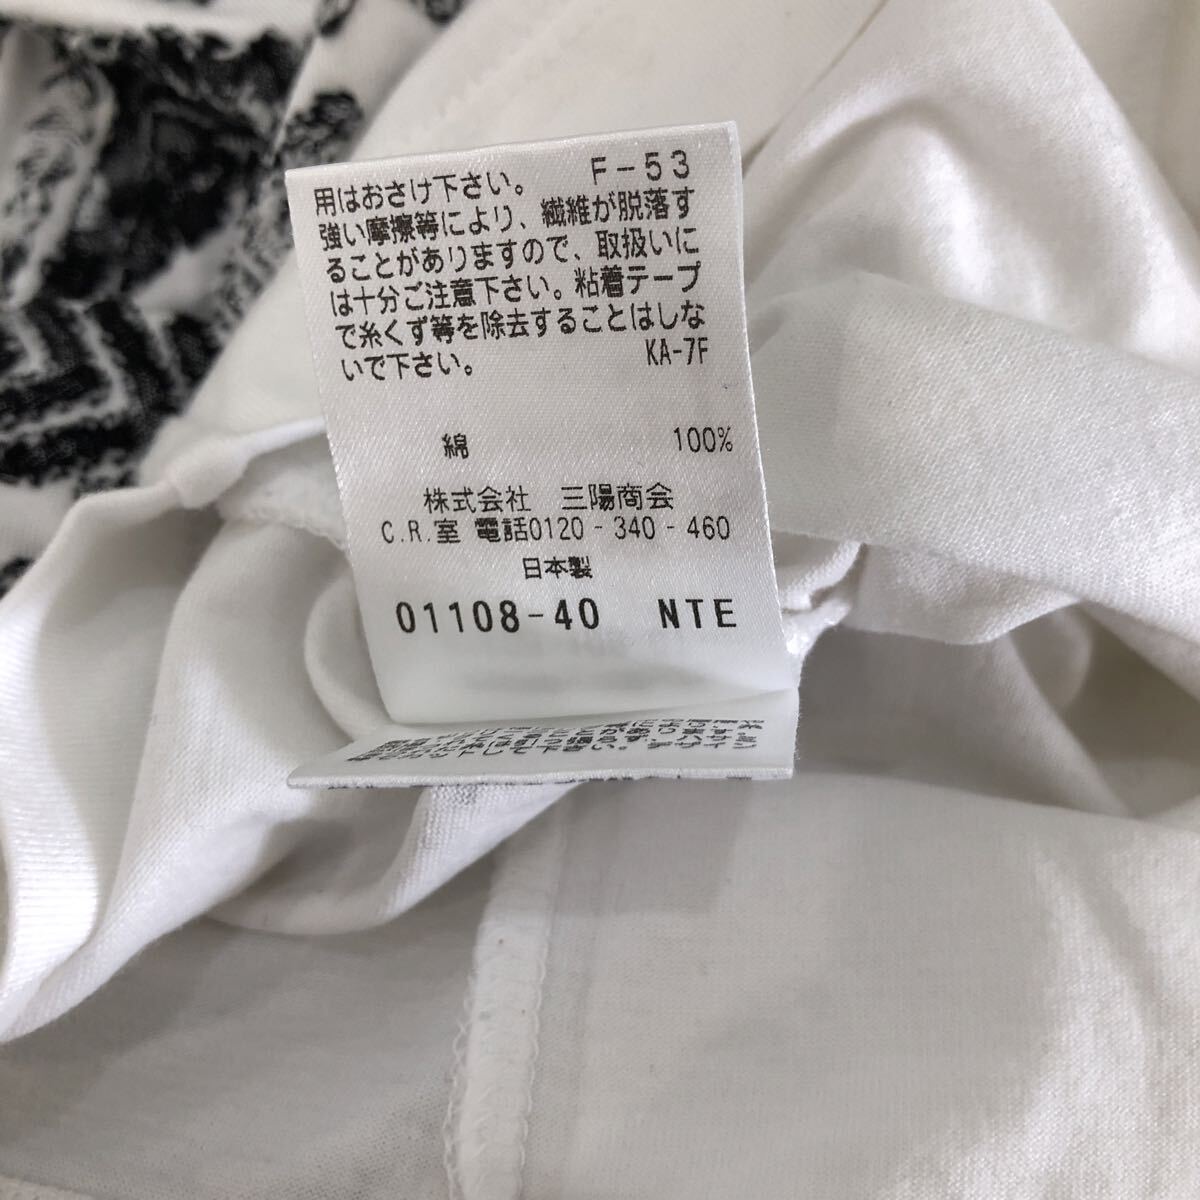 用はおさけ下さい。 F-53
強い摩擦等により、繊維が脱落す
ることがありますので、取扱いに
は十分ご注意下さい。粘着テープ
で糸くず等を除去することはしな
いで下さい。 KA-7F
綿 100%
株式会社 三陽商会
C.R.室 電話0120-340-460
日本製
01108-40 NTE